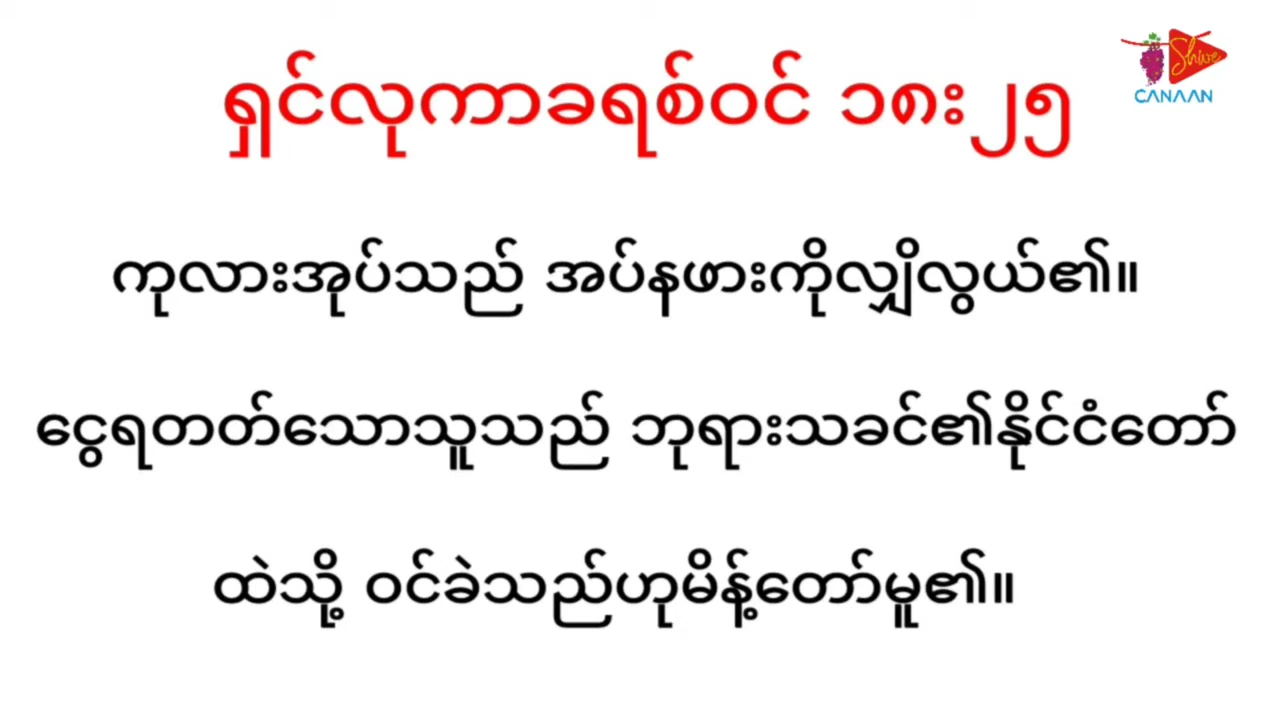 ရှင်လုကာခရစ်ဝင် ၁၈း၂၅
Shwe
CANAAN
ကုလားအုပ်သည် အပ်နဖားကိုလျှိုလွယ်၏။
ငွေရတတ်သောသူသည် ဘုရားသခင်၏နိုင်ငံတော်
ထဲသို့ ဝင်ခဲသည်ဟုမိန့်တော်မူ၏။